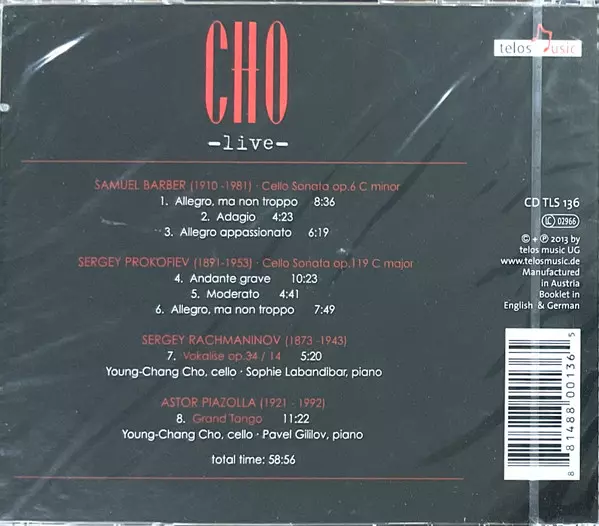 CHO
-live-
telos music
SAMUEL BARBER (1910 -1981) · Cello Sonata op.6 C minor
1. Allegro, ma non troppo 8:36
2. Adagio 4:23
3. Allegro appassionato 6:19
SERGEY PROKOFIEV (1891-1953) · Cello Sonata op.119 C major
4. Andante grave 10:23
5. Moderato 4:41
6. Allegro, ma non troppo 7:49
SERGEY RACHMANINOV (1873 -1943)
7. Vokalise op.34 / 14 5:20
Young-Chang Cho, cello · Sophie Labandibar, piano
ASTOR PIAZOLLA (1921 - 1992)
8. Grand Tango 11:22
Young-Chang Cho, cello · Pavel Gililov, piano
total time: 58:56
CD TLS 136
LC 02966
© + ℗ 2013 by
telos music UG
www.telosmusic.de
Manufactured
in Austria
Booklet in
English & German
8 81488 00136 5